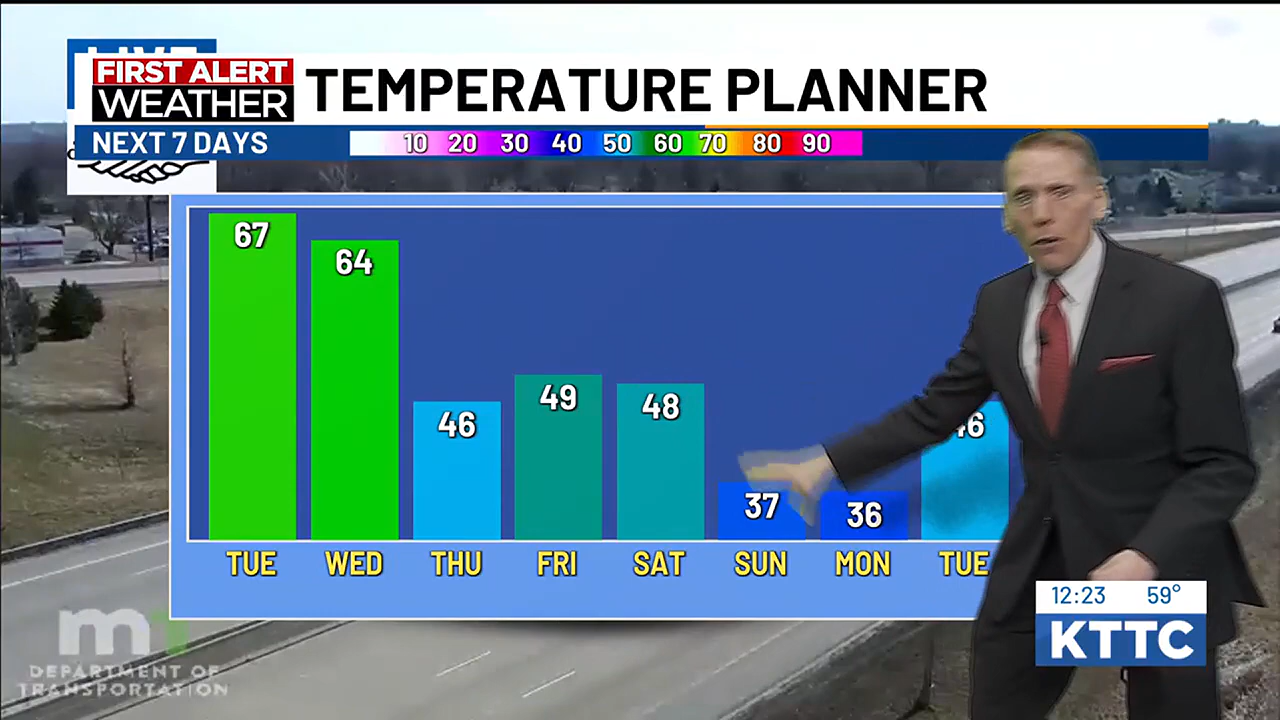 LIVE
FIRST ALERT
WEATHER
TEMPERATURE PLANNER
NEXT 7 DAYS
10 20 30 40 50 60 70 80 90
67
64
46
49
48
37
36
46
TUE WED THU FRI SAT SUN MON TUE
12:23 59°
KTTC
m
DEPARTMENT OF
TRANSPORTATION